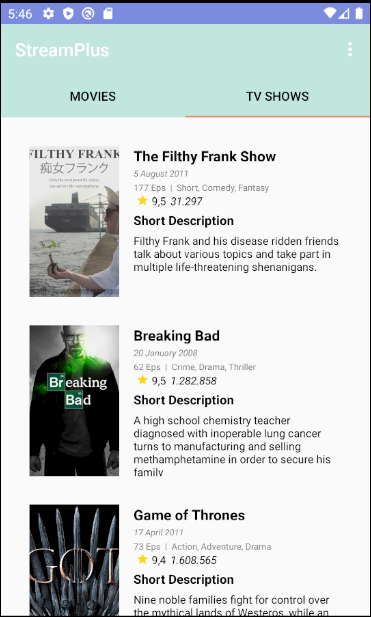 5:46
StreamPlus
MOVIES
TV SHOWS
FILTHY FRANK
痴女フランク
The Filthy Frank Show
5 August 2011
177 Eps | Short, Comedy, Fantasy
9,5 31.297
Short Description
Filthy Frank and his disease ridden friends
talk about various topics and take part in
multiple life-threatening shenanigans.
Breaking
Bad
Breaking Bad
20 January 2008
62 Eps | Crime, Drama, Thriller
9,5 1.282.858
Short Description
A high school chemistry teacher
diagnosed with inoperable lung cancer
turns to manufacturing and selling
methamphetamine in order to secure his
family
GOT
Game of Thrones
17 April 2011
73 Eps | Action, Adventure, Drama
9,4 1.608.565
Short Description
Nine noble families fight for control over
the mythical lands of Westeros, while an